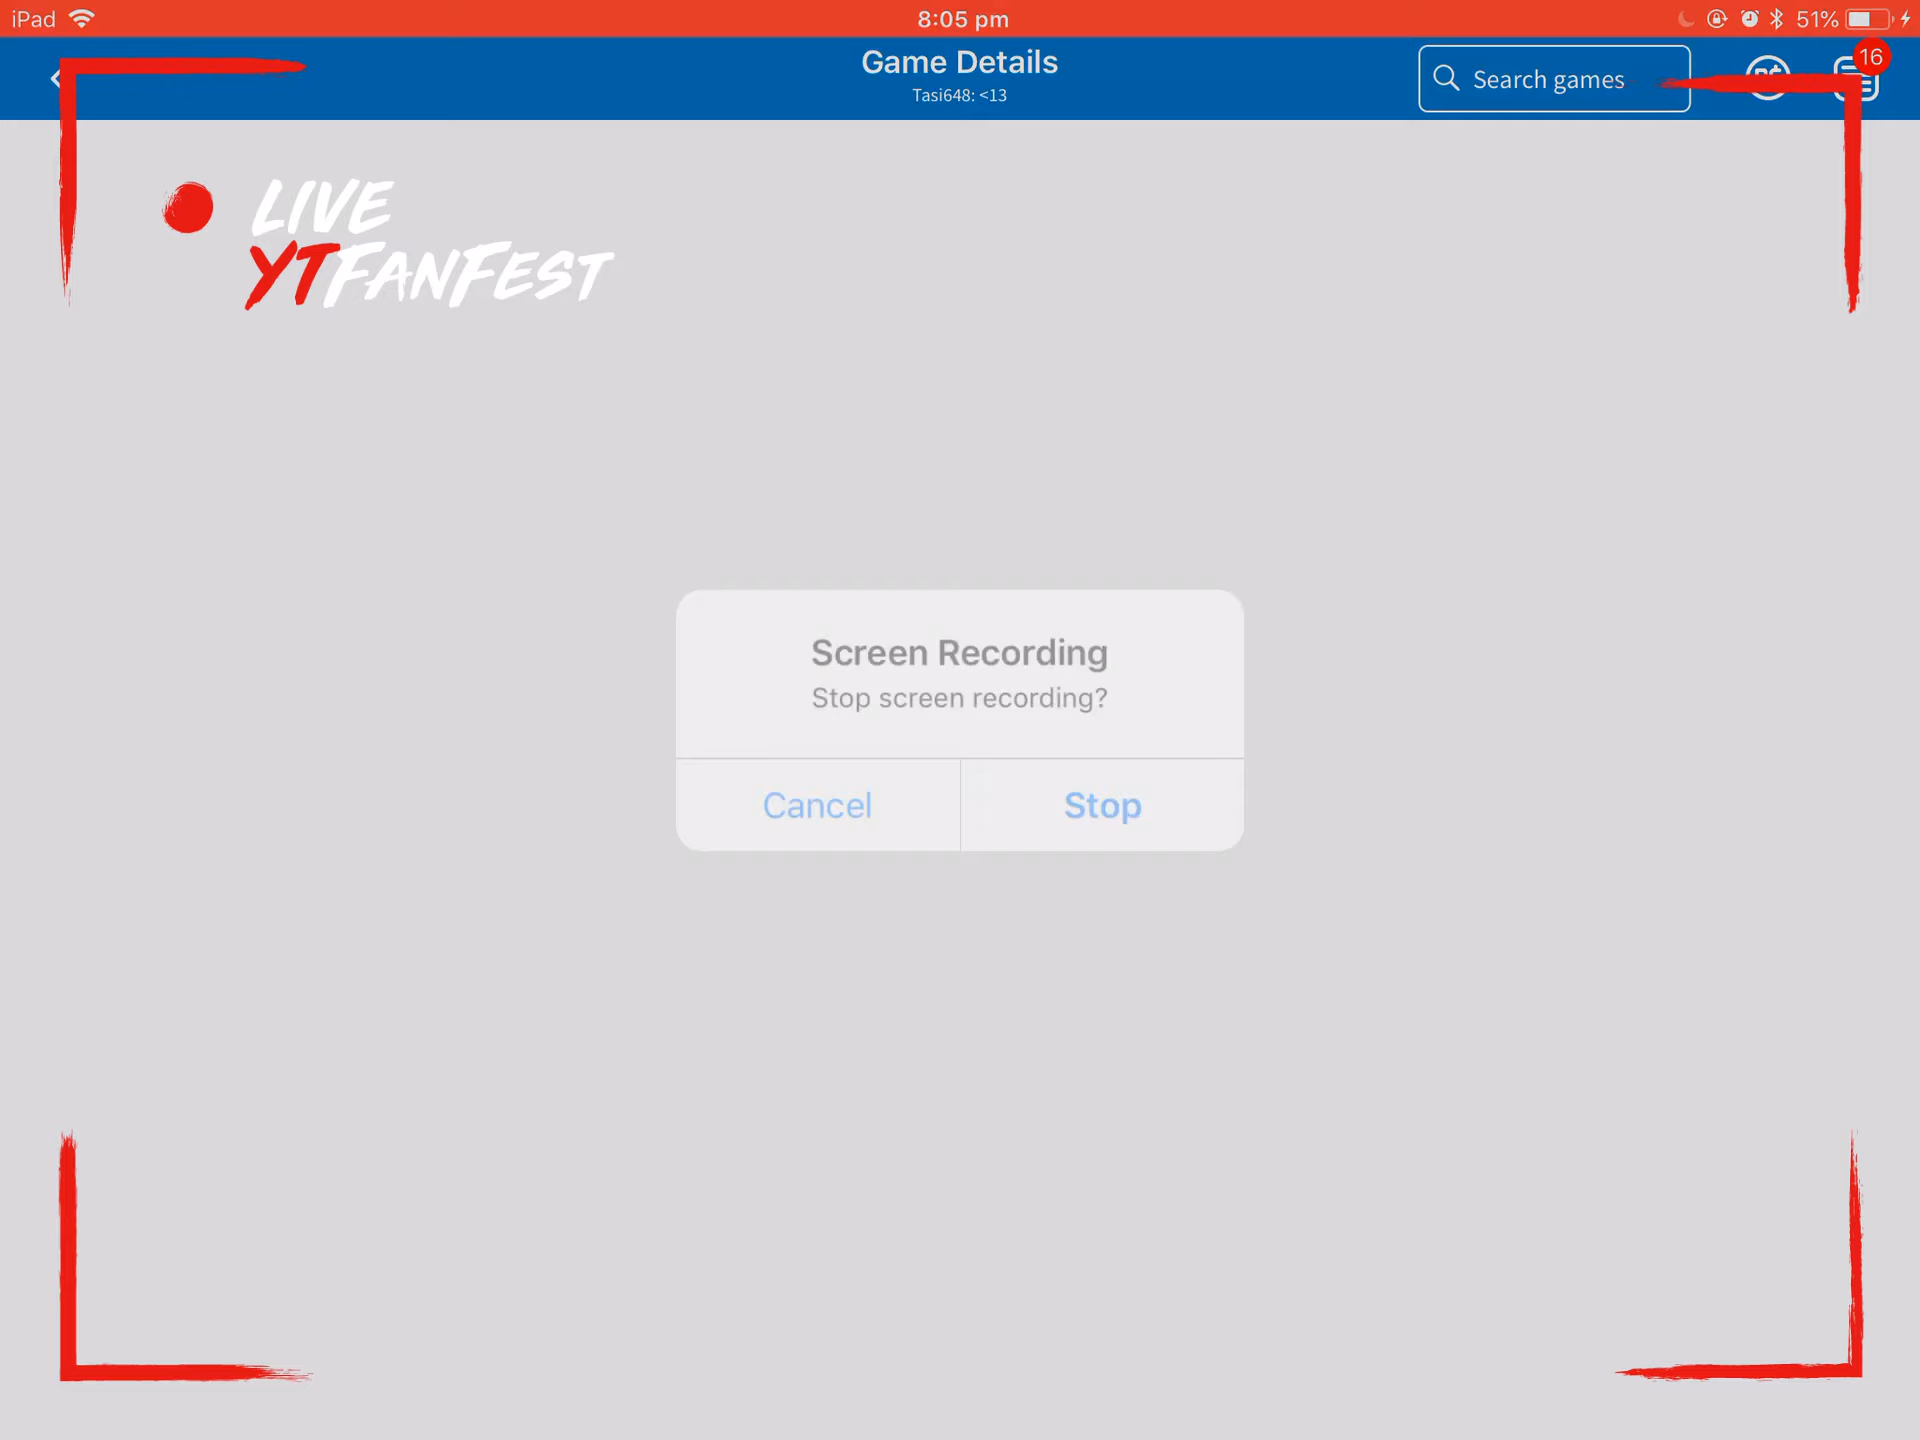 iPad
8:05 pm
51%
Game Details
Tasi648: <13
Search games
16
LIVE
YTFANFEST
Screen Recording
Stop screen recording?
Cancel
Stop